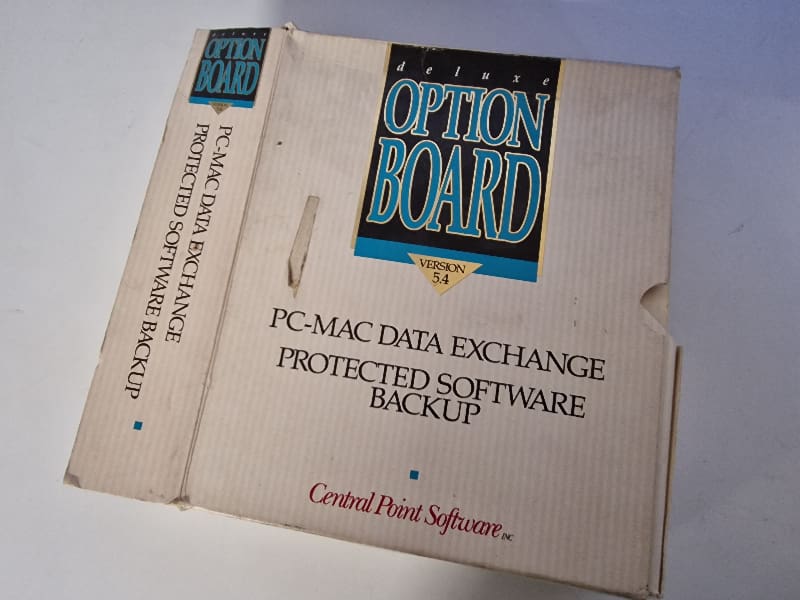 deluxe
OPTION
BOARD
PC-MAC DATA EXCHANGE
PROTECTED SOFTWARE BACKUP
deluxe
OPTION
BOARD
VERSION
5.4
PC-MAC DATA EXCHANGE
PROTECTED SOFTWARE
BACKUP
Central Point Software INC